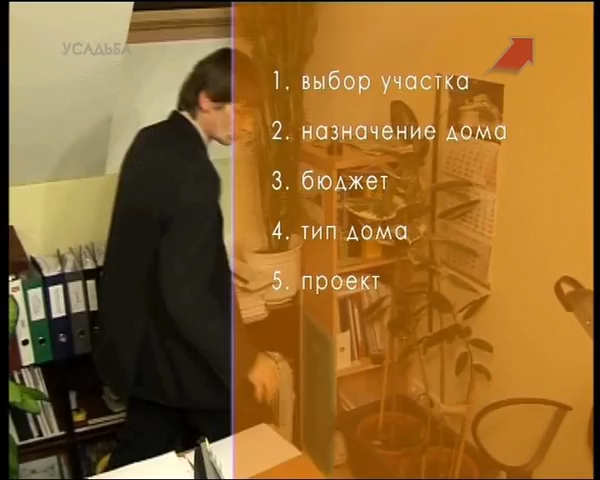 УСАДЬБА
1. выбор участка
2. назначение дома
3. бюджет
4. тип дома
5. проект